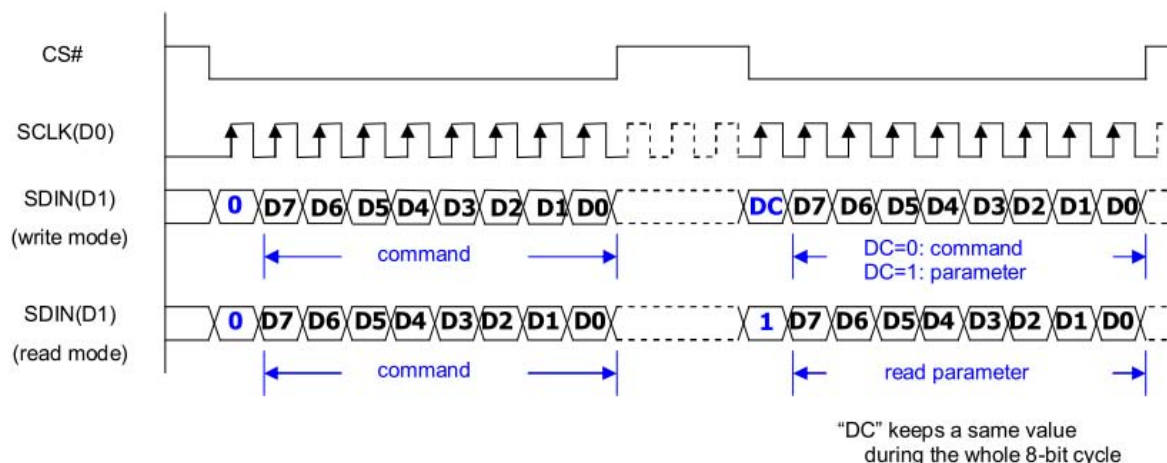 CS#
SCLK(D0)
SDIN(D1) 0 D7 D6 D5 D4 D3 D2 D1 D0 DC D7 D6 D5 D4 D3 D2 D1 D0
(write mode)
command
DC=0: command
DC=1: parameter
SDIN(D1) 0 D7 D6 D5 D4 D3 D2 D1 D0 1 D7 D6 D5 D4 D3 D2 D1 D0
(read mode)
command
read parameter
“DC” keeps a same value
during the whole 8-bit cycle